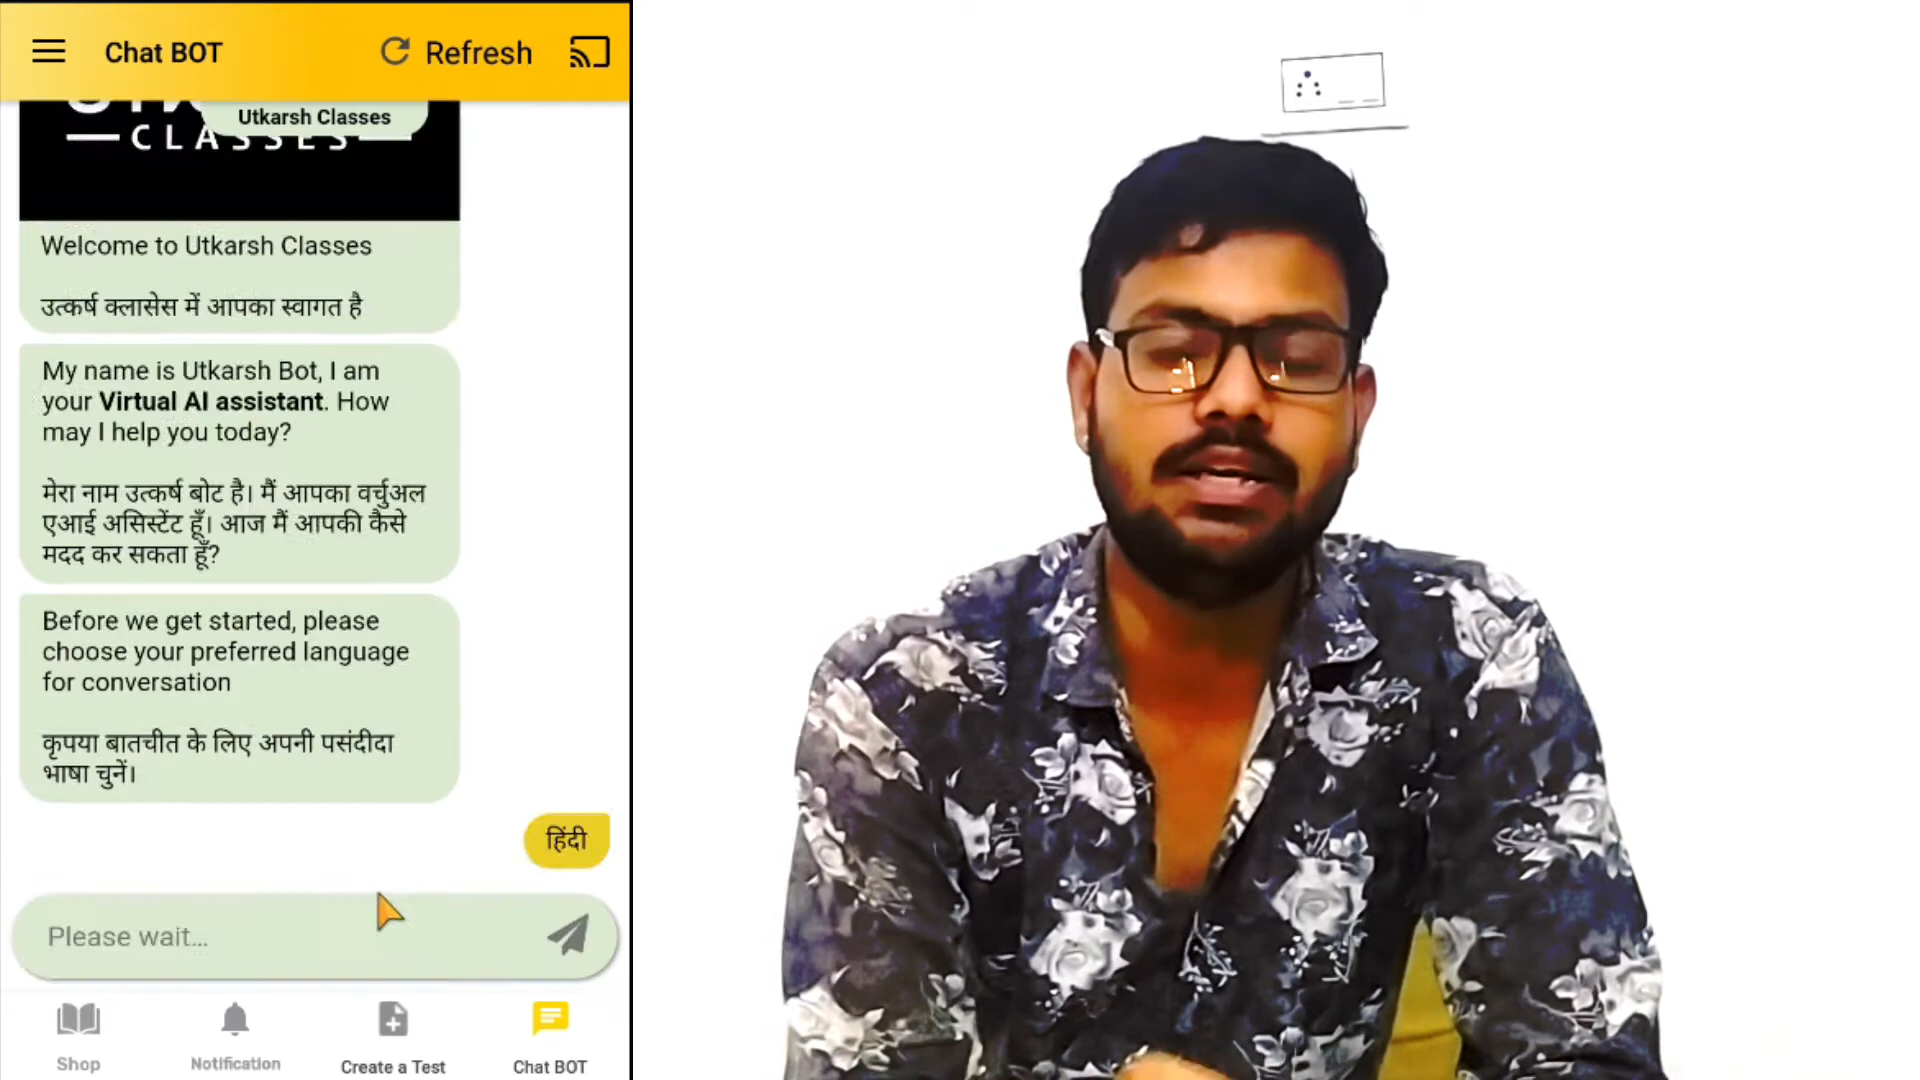 Chat BOT
Refresh
Utkarsh Classes
CLASSES
Welcome to Utkarsh Classes
उत्कर्ष क्लासेस में आपका स्वागत है
My name is Utkarsh Bot, I am
your Virtual AI assistant. How
may I help you today?
मेरा नाम उत्कर्ष बोट है। मैं आपका वर्चुअल
एआई असिस्टेंट हूँ। आज मैं आपकी कैसे
मदद कर सकता हूँ?
Before we get started, please
choose your preferred language
for conversation
कृपया बातचीत के लिए अपनी पसंदीदा
भाषा चुनें।
हिंदी
Please wait...
Shop
Notification
Create a Test
Chat BOT